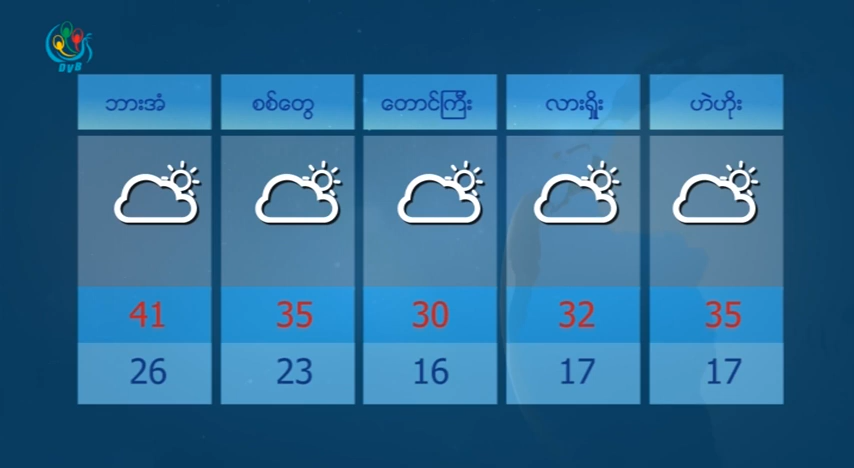 DVB
ဘားအံ
စစ်တွေ
တောင်ကြီး
လားရှိုး
ဟဲဟိုး
41 35 30 32 35
26 23 16 17 17